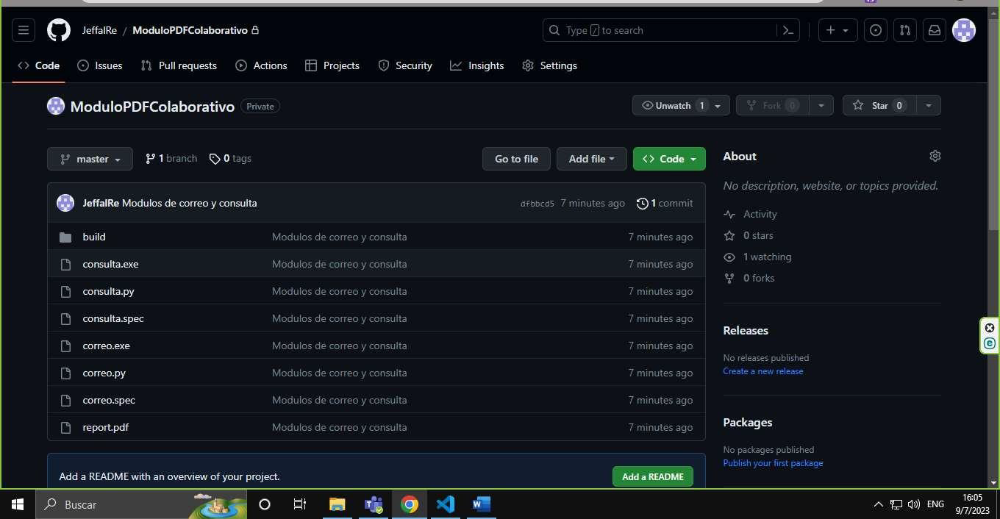 JeffalRe / ModuloPDFColaborativo
Type / to search
Code Issues Pull requests Actions Projects Security Insights Settings
ModuloPDFColaborativo Private
Unwatch 1 Fork 0 Star 0
master 1 branch 0 tags
Go to file Add file Code
JeffalRe Modulos de correo y consulta dfbbcd5 7 minutes ago 1 commit
build Modulos de correo y consulta 7 minutes ago
consulta.exe Modulos de correo y consulta 7 minutes ago
consulta.py Modulos de correo y consulta 7 minutes ago
consulta.spec Modulos de correo y consulta 7 minutes ago
correo.exe Modulos de correo y consulta 7 minutes ago
correo.py Modulos de correo y consulta 7 minutes ago
correo.spec Modulos de correo y consulta 7 minutes ago
report.pdf Modulos de correo y consulta 7 minutes ago
Add a README with an overview of your project. Add a README
About
No description, website, or topics provided.
Activity
0 stars
1 watching
0 forks
Releases
No releases published
Create a new release
Packages
No packages published
Publish your first package
Buscar
ENG
16:05
9/7/2023